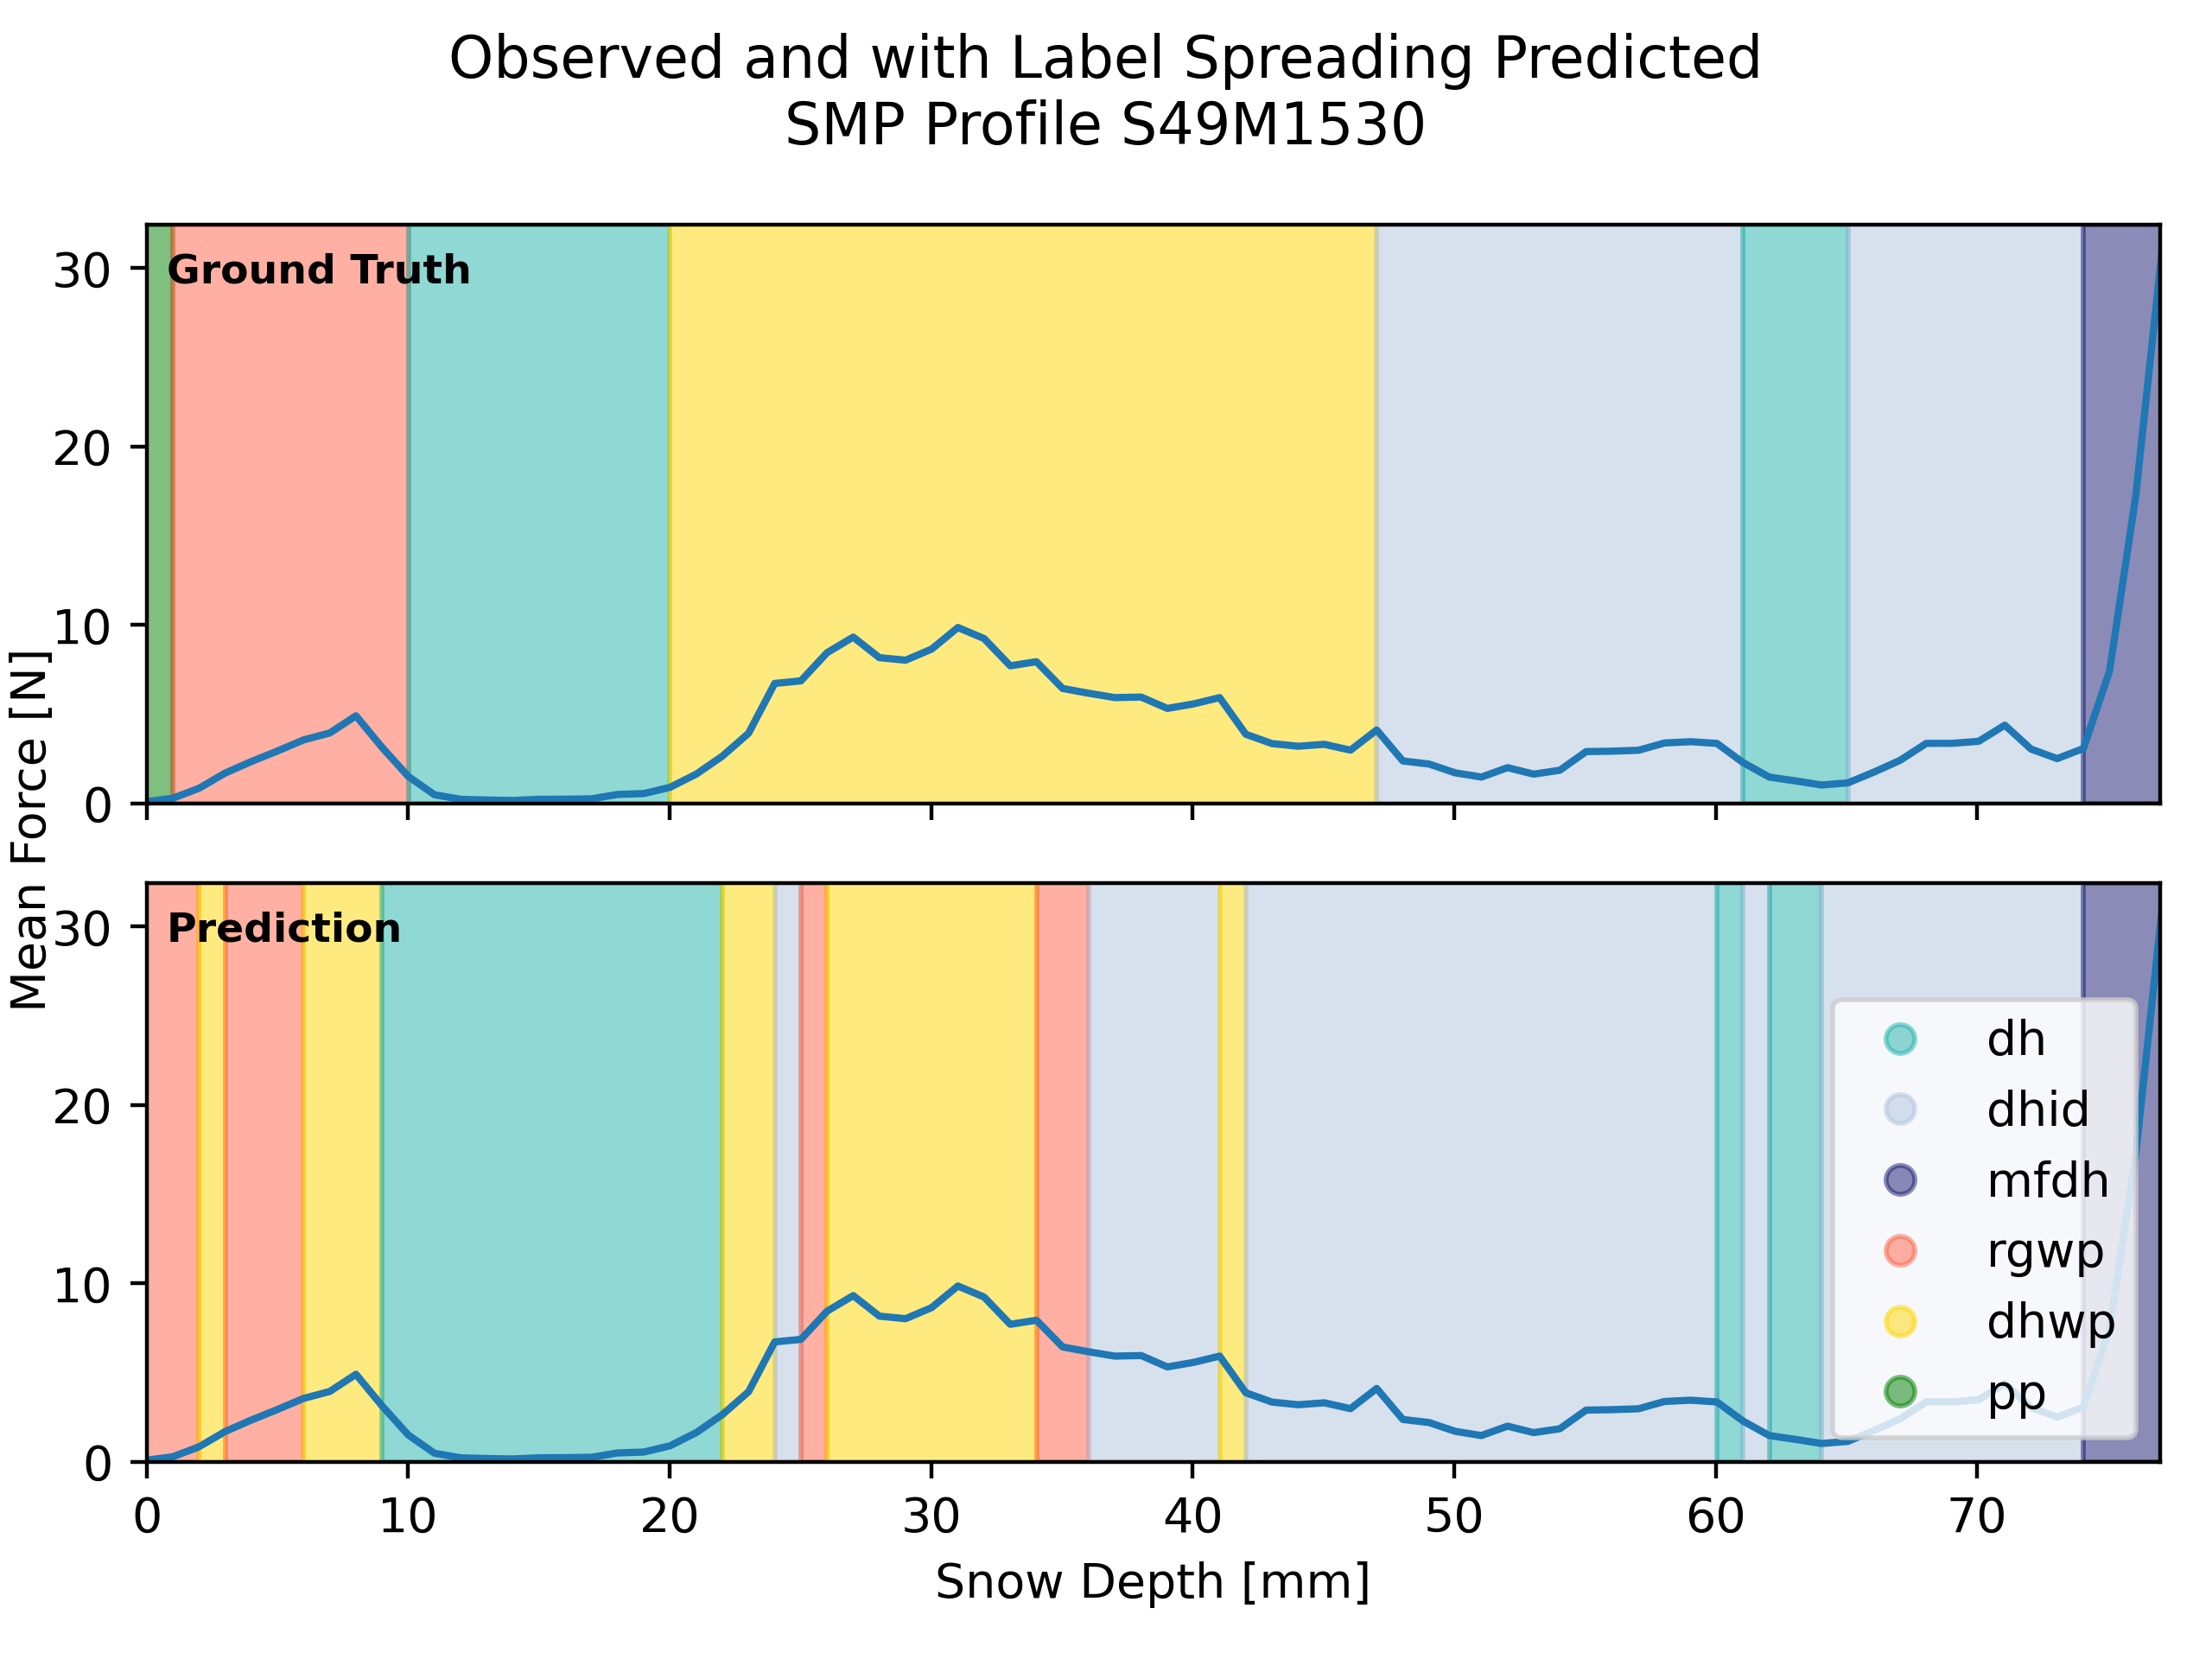 Observed and with Label Spreading Predicted
SMP Profile S49M1530
Mean Force [N]
30
20
10
0
Ground Truth
30
20
10
0
Prediction
dh
dhid
mfdh
rgwp
dhwp
pp
0 10 20 30 40 50 60 70
Snow Depth [mm]